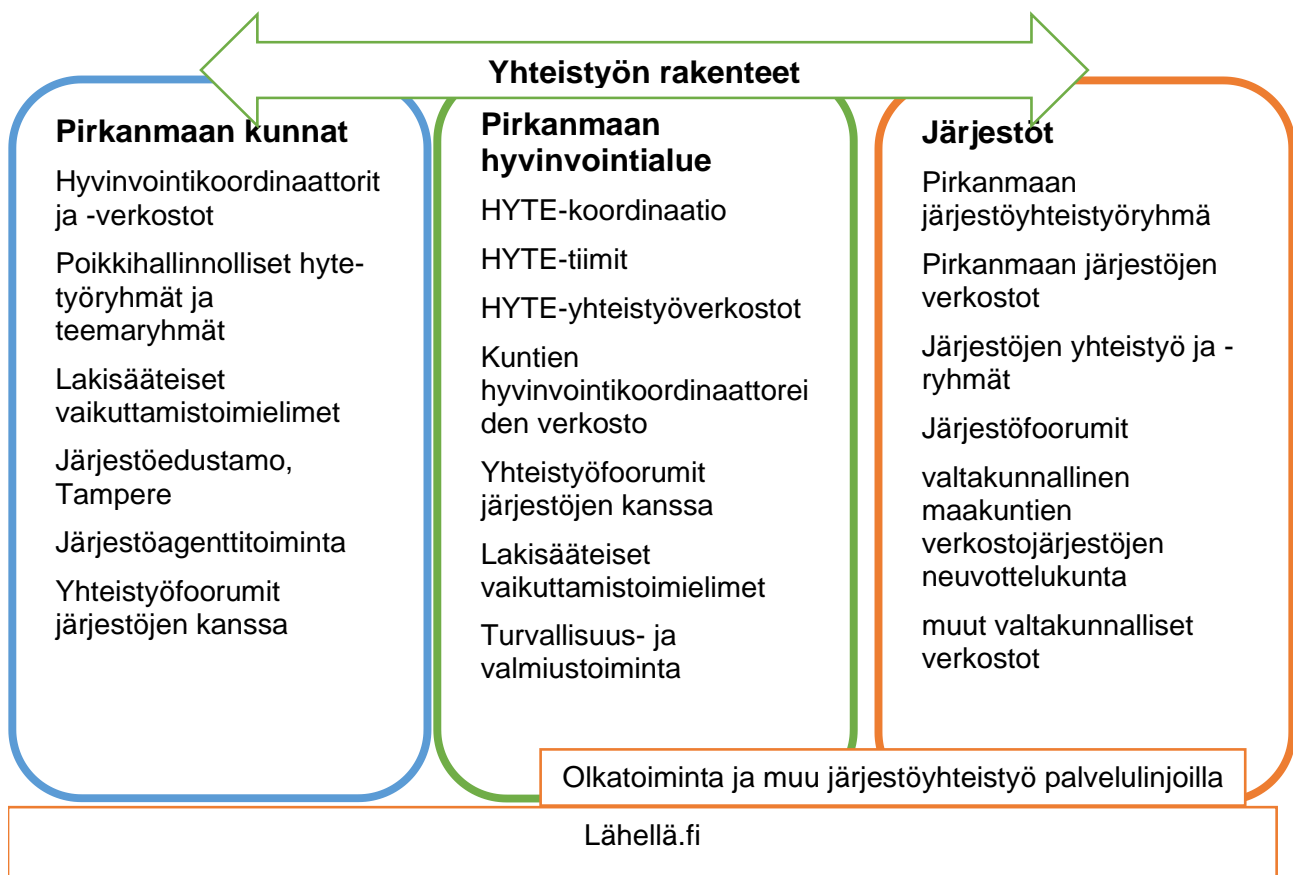 Yhteistyön rakenteet
Pirkanmaan kunnat
Hyvinvointikoordinaattorit
ja -verkostot
Poikkihallinnolliset hyte-
työryhmät ja
teemaryhmät
Lakisääteiset
vaikuttamistoimielimet
Järjestöedustamo,
Tampere
Järjestöagenttitoiminta
Yhteistyöfoorumit
järjestöjen kanssa
Pirkanmaan
hyvinvointialue
HYTE-koordinaatio
HYTE-tiimit
HYTE-yhteistyöverkostot
Kuntien
hyvinvointikoordinaattorei
den verkosto
Yhteistyöfoorumit
järjestöjen kanssa
Lakisääteiset
vaikuttamistoimielimet
Turvallisuus- ja
valmiustoiminta
Järjestöt
Pirkanmaan
järjestöyhteistyöryhmä
Pirkanmaan järjestöjen
verkostot
Järjestöjen yhteistyö ja -
ryhmät
Järjestöfoorumit
valtakunnallinen
maakuntien
verkostojärjestöjen
neuvottelukunta
muut valtakunnalliset
verkostot
Olkatoiminta ja muu järjestöyhteistyö palvelulinjoilla
Lähellä.fi